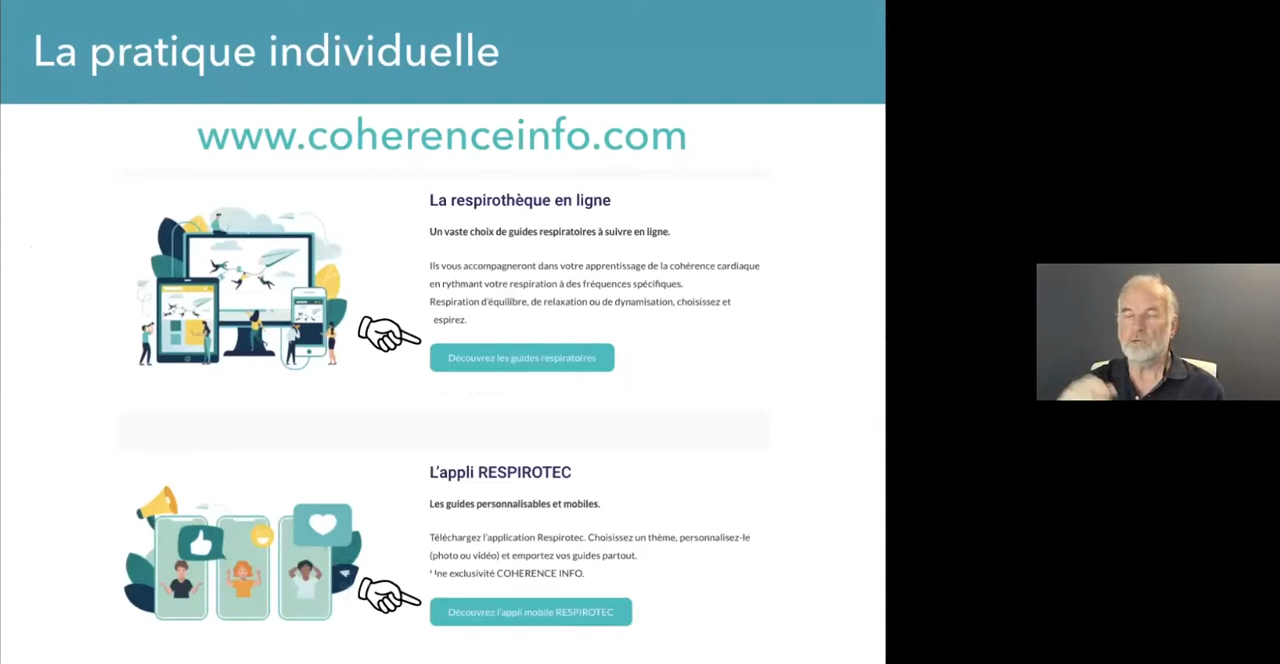 La pratique individuelle
www.coherenceinfo.com
La respirothèque en ligne
Un vaste choix de guides respiratoires à suivre en ligne.
Ils vous accompagneront dans votre apprentissage de la cohérence cardiaque
en rythmant votre respiration à des fréquences spécifiques.
Respiration d'équilibre, de relaxation ou de dynamisation, choisissez et
espirez.
Découvrez les guides respiratoires
L'appli RESPIROTEC
Les guides personnalisables et mobiles.
Téléchargez l'application Respirotec. Choisissez un thème, personnalisez-le
(photo ou vidéo) et emportez vos guides partout.
Une exclusivité COHERENCE INFO.
Découvrez l'appli mobile RESPIROTEC